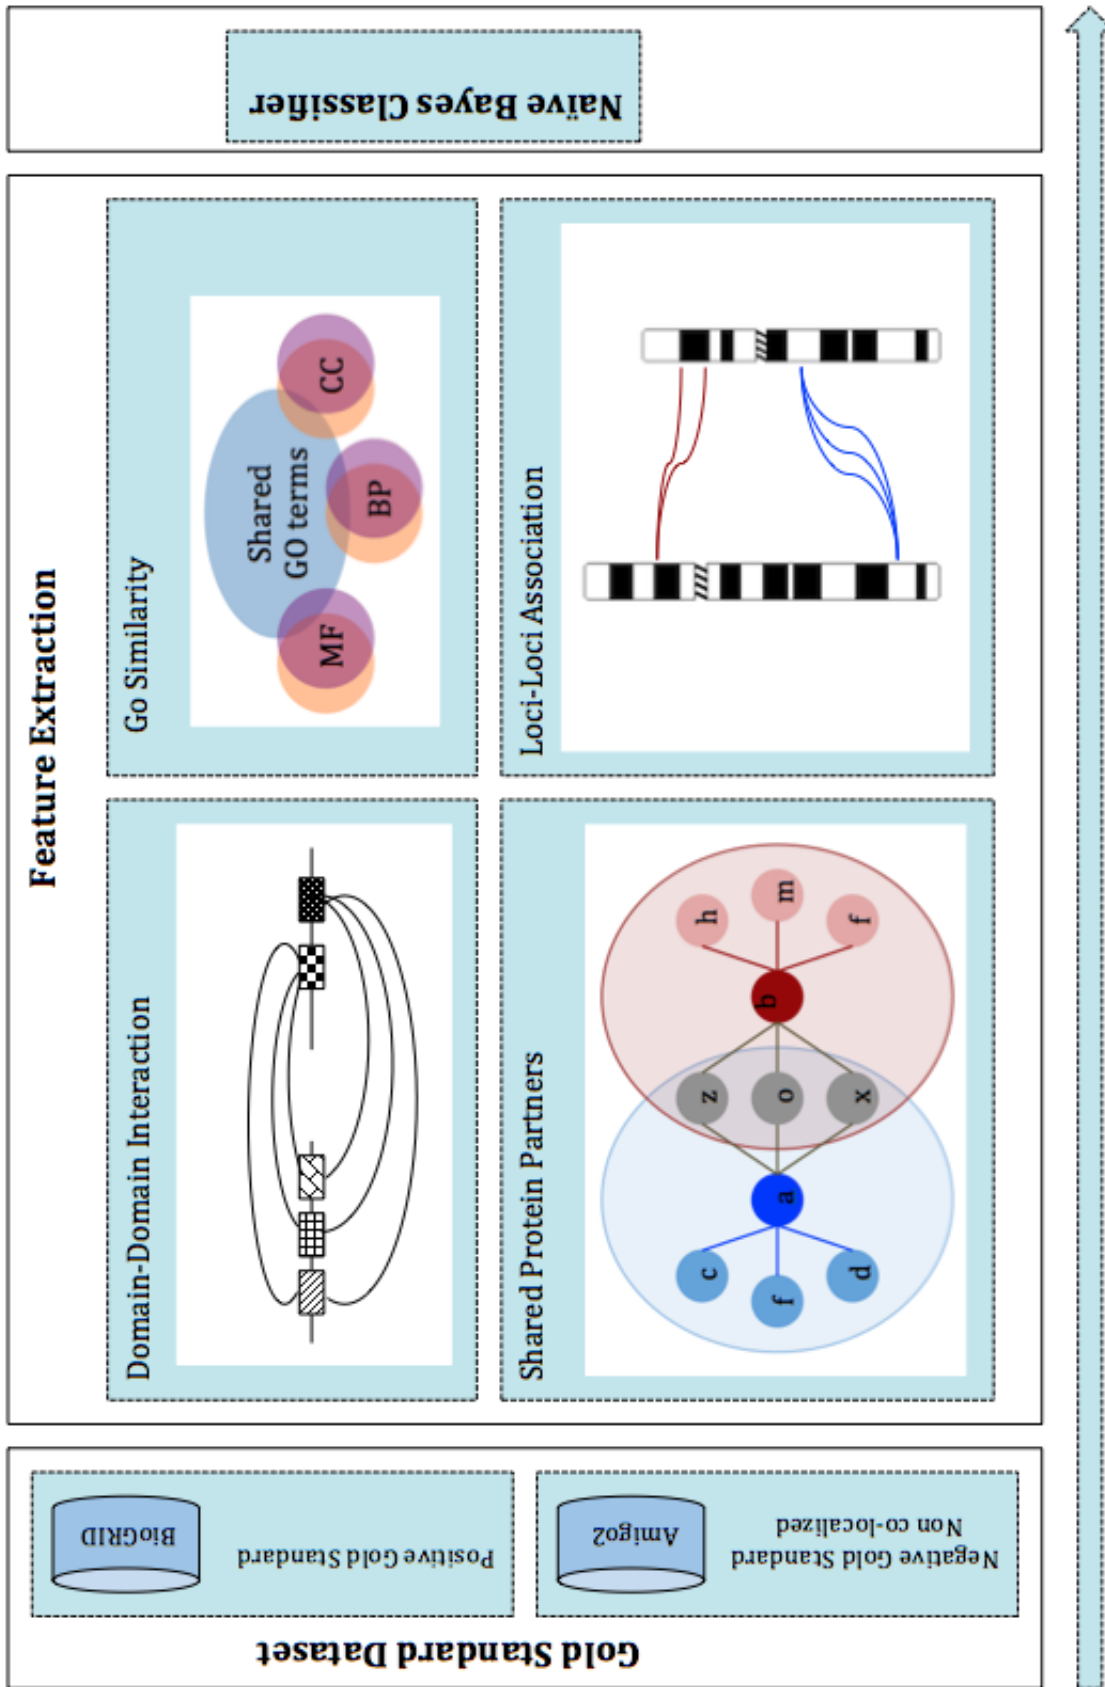 Gold Standard Dataset
BioGRID
Positive Gold Standard
Amigo2
Negative Gold Standard
Non co-localized
Feature Extraction
Domain-Domain Interaction
Go Similarity
Shared
GO terms
MF
BP
CC
Shared Protein Partners
c
f
d
a
z
o
x
b
h
m
f
Loci-Loci Association
Naïve Bayes Classifier